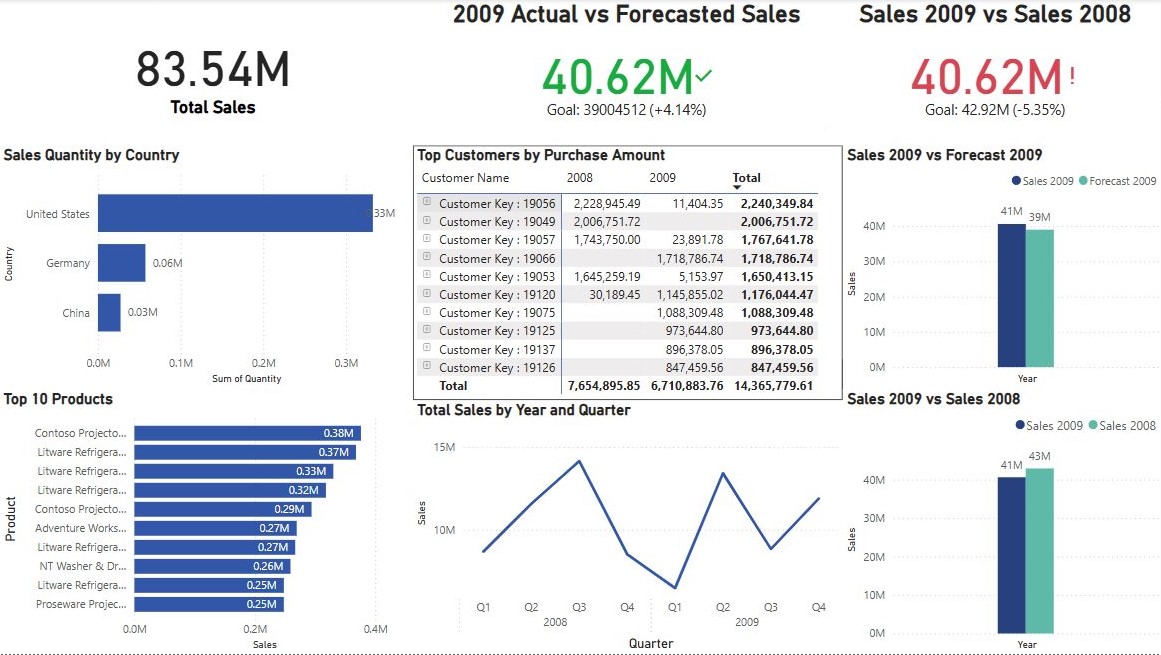 2009 Actual vs Forecasted Sales
Sales 2009 vs Sales 2008
83.54M
Total Sales
40.62M
Goal: 39004512 (+4.14%)
40.62M!
Goal: 42.92M (-5.35%)
Sales Quantity by Country
Country
United States 0.33M
Germany 0.06M
China 0.03M
0.0M 0.1M 0.2M 0.3M
Sum of Quantity
Top Customers by Purchase Amount
Customer Name 2008 2009 Total
Customer Key : 19056 2,228,945.49 11,404.35 2,240,349.84
Customer Key : 19049 2,006,751.72 2,006,751.72
Customer Key : 19057 1,743,750.00 23,891.78 1,767,641.78
Customer Key : 19066 1,718,786.74 1,718,786.74
Customer Key : 19053 1,645,259.19 5,153.97 1,650,413.15
Customer Key : 19120 30,189.45 1,145,855.02 1,176,044.47
Customer Key : 19075 1,088,309.48 1,088,309.48
Customer Key : 19125 973,644.80 973,644.80
Customer Key : 19137 896,378.05 896,378.05
Customer Key : 19126 847,459.56 847,459.56
Total 7,654,895.85 6,710,883.76 14,365,779.61
Sales 2009 vs Forecast 2009
Sales 2009 Forecast 2009
41M 39M
40M
30M
20M
10M
0M
Sales
Year
Top 10 Products
Product
Contoso Projecto... 0.38M
Litware Refrigera... 0.37M
Litware Refrigera... 0.33M
Litware Refrigera... 0.32M
Contoso Projecto... 0.29M
Adventure Works... 0.27M
Litware Refrigera... 0.27M
NT Washer & Dr... 0.26M
Litware Refrigera... 0.25M
Proseware Projec... 0.25M
0.0M 0.2M 0.4M
Sales
Total Sales by Year and Quarter
15M
10M
Sales
Q1 Q2 Q3 Q4 Q1 Q2 Q3 Q4
2008 2009
Quarter
Sales 2009 vs Sales 2008
Sales 2009 Sales 2008
41M 43M
40M
30M
20M
10M
0M
Sales
Year